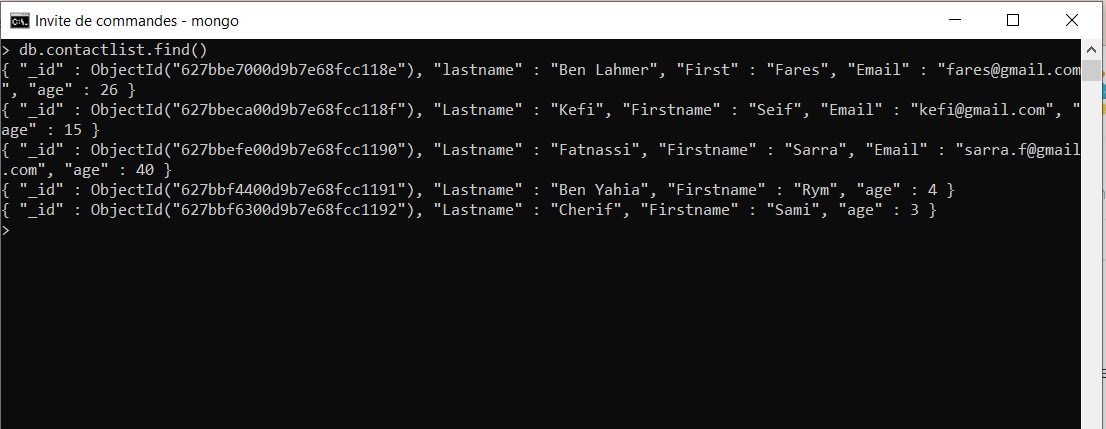 Invite de commandes - mongo
> db.contactlist.find()
{ "_id" : ObjectId("627bbe7000d9b7e68fcc118e"), "lastname" : "Ben Lahmer", "First" : "Fares", "Email" : "fares@gmail.com
", "age" : 26 }
{ "_id" : ObjectId("627bbeca00d9b7e68fcc118f"), "Lastname" : "Kefi", "Firstname" : "Seif", "Email" : "kefi@gmail.com", "
age" : 15 }
{ "_id" : ObjectId("627bbefe00d9b7e68fcc1190"), "Lastname" : "Fatnassi", "Firstname" : "Sarra", "Email" : "sarra.f@gmail
.com", "age" : 40 }
{ "_id" : ObjectId("627bbf4400d9b7e68fcc1191"), "Lastname" : "Ben Yahia", "Firstname" : "Rym", "age" : 4 }
{ "_id" : ObjectId("627bbf6300d9b7e68fcc1192"), "Lastname" : "Cherif", "Firstname" : "Sami", "age" : 3 }
>